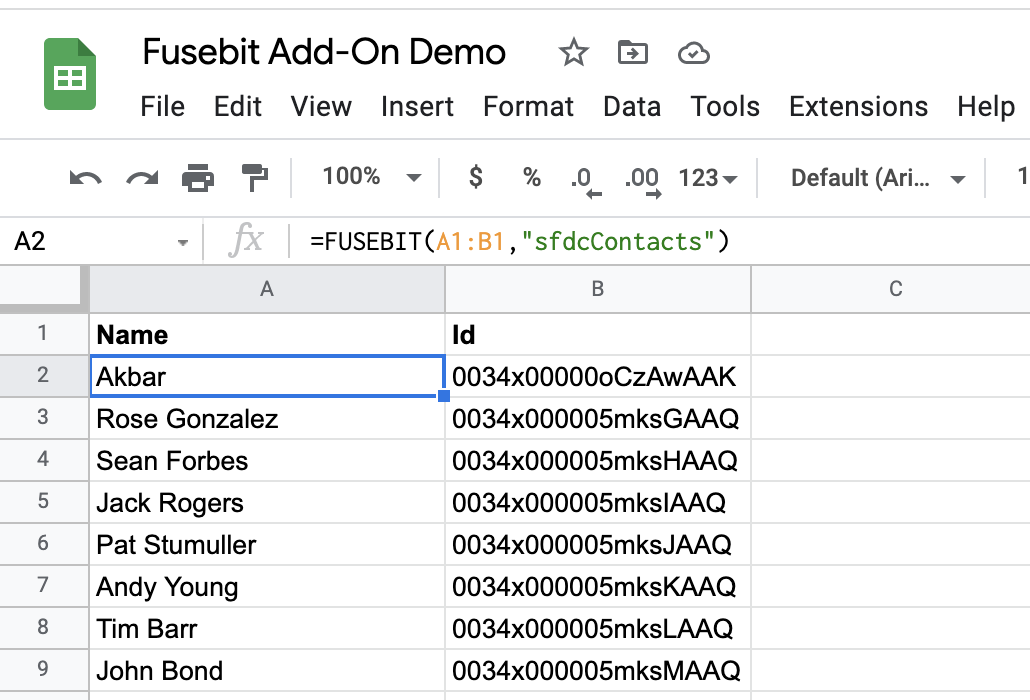 Fusebit Add-On Demo
File Edit View Insert Format Data Tools Extensions Help
100% $ % .0 .00 123 Default (Ari... 1
A2 fx =FUSEBIT(A1:B1,"sfdcContacts")
A B C
1 Name Id
2 Akbar 0034x00000oCzAwAAK
3 Rose Gonzalez 0034x000005mksGAAQ
4 Sean Forbes 0034x000005mksHAAQ
5 Jack Rogers 0034x000005mksIAAQ
6 Pat Stumuller 0034x000005mksJAAQ
7 Andy Young 0034x000005mksKAAQ
8 Tim Barr 0034x000005mksLAAQ
9 John Bond 0034x000005mksMAAQ